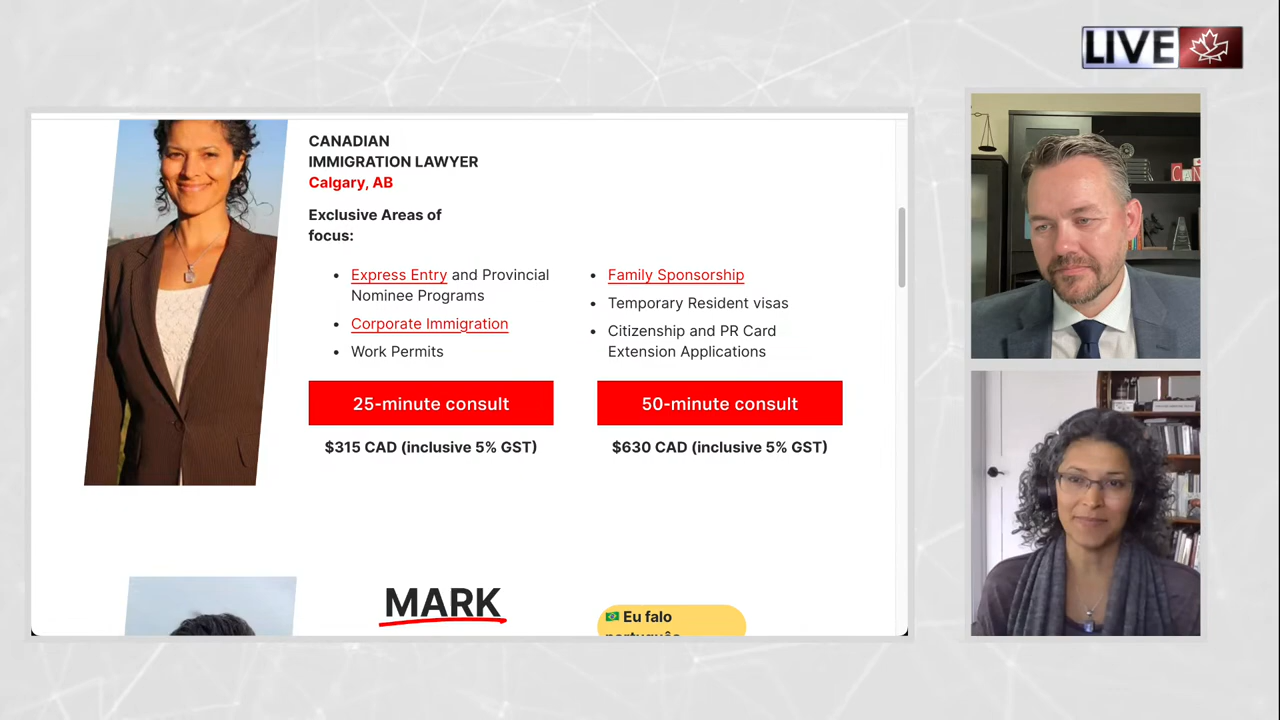 LIVE
CANADIAN
IMMIGRATION LAWYER
Calgary, AB
Exclusive Areas of
focus:
Express Entry and Provincial
Nominee Programs
Corporate Immigration
Work Permits
Family Sponsorship
Temporary Resident visas
Citizenship and PR Card
Extension Applications
25-minute consult
$315 CAD (inclusive 5% GST)
50-minute consult
$630 CAD (inclusive 5% GST)
MARK
Eu falo
português